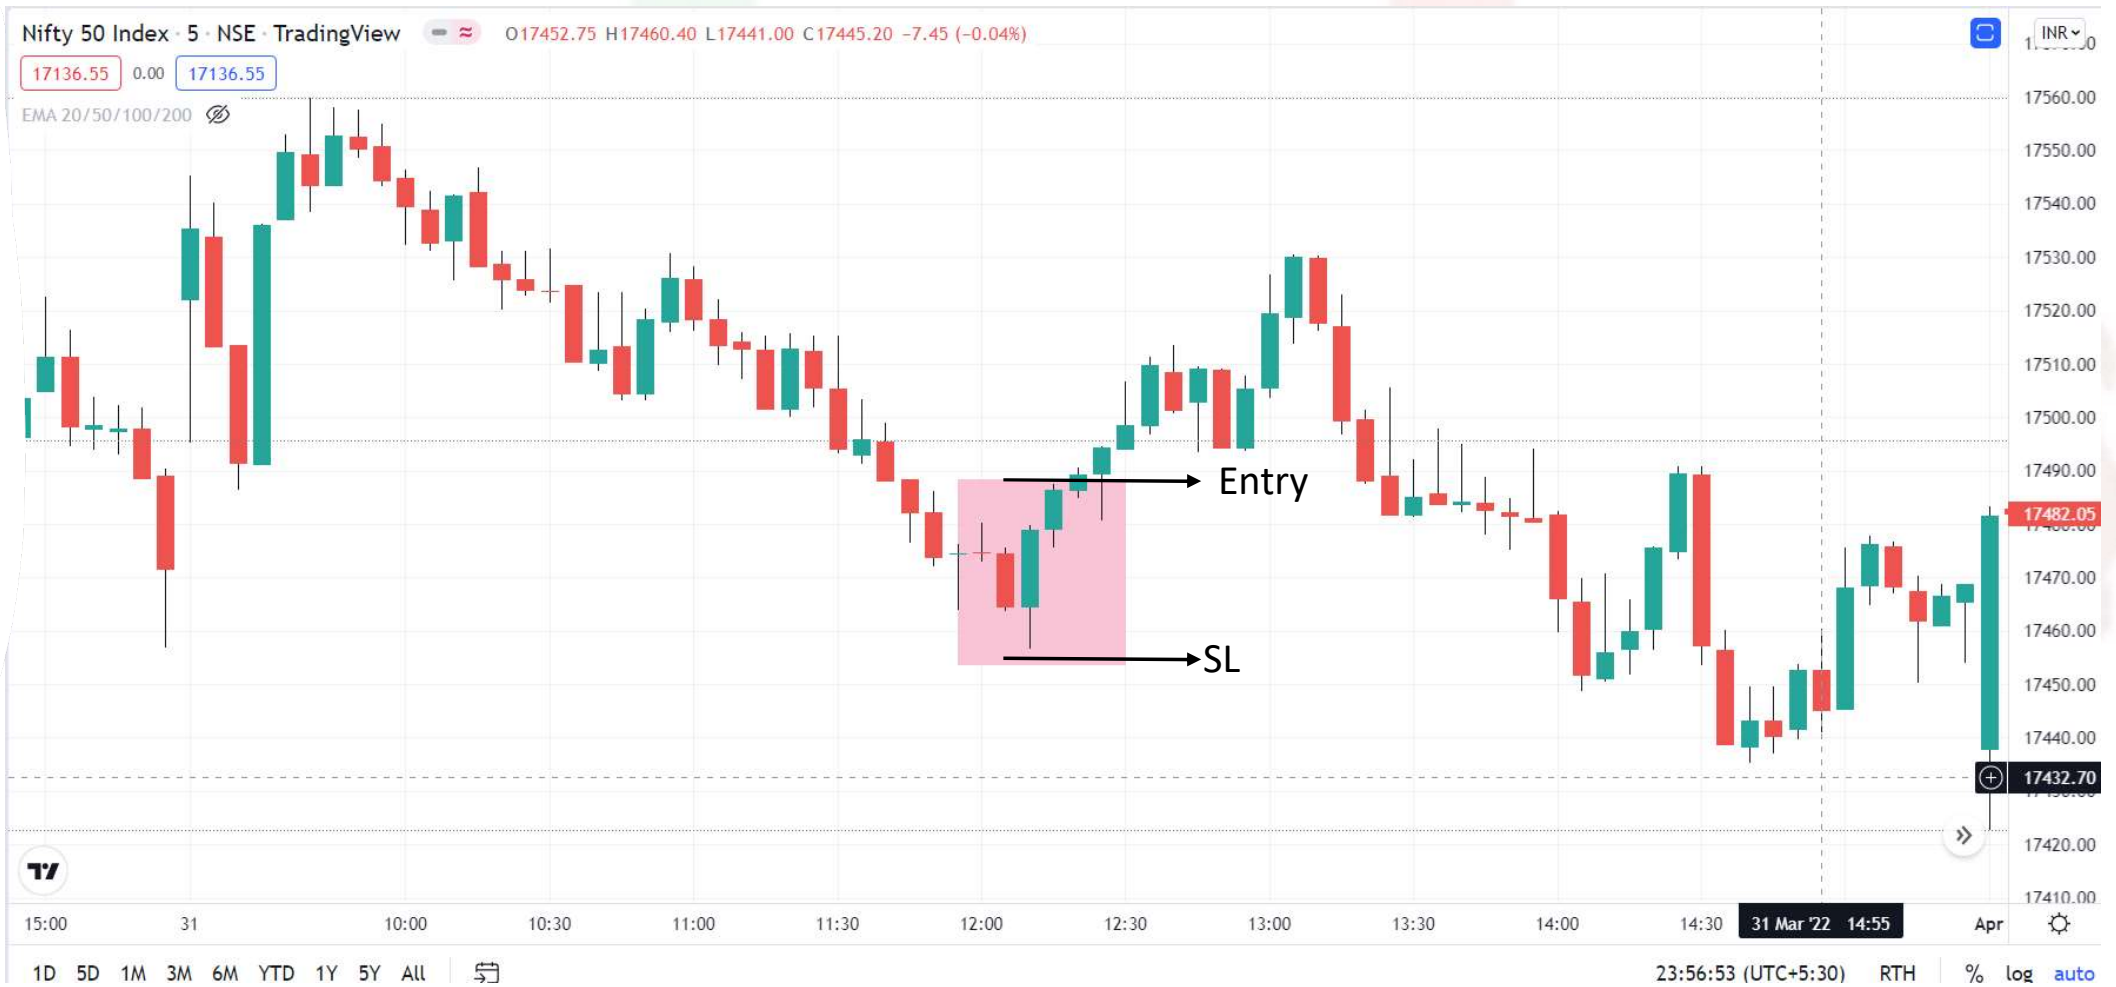 Nifty 50 Index · 5 · NSE · TradingView O17452.75 H17460.40 L17441.00 C17445.20 −7.45 (−0.04%)
INR
17136.55 0.00 17136.55
EMA 20/50/100/200
17560.00
17550.00
17540.00
17530.00
17520.00
17510.00
17500.00
17490.00
Entry
17482.05
17470.00
17460.00
SL
17450.00
17440.00
17432.70
17420.00
17410.00
15:00 31 10:00 10:30 11:00 11:30 12:00 12:30 13:00 13:30 14:00 14:30 31 Mar '22 14:55 Apr
1D 5D 1M 3M 6M YTD 1Y 5Y All 23:56:53 (UTC+5:30) RTH % log auto